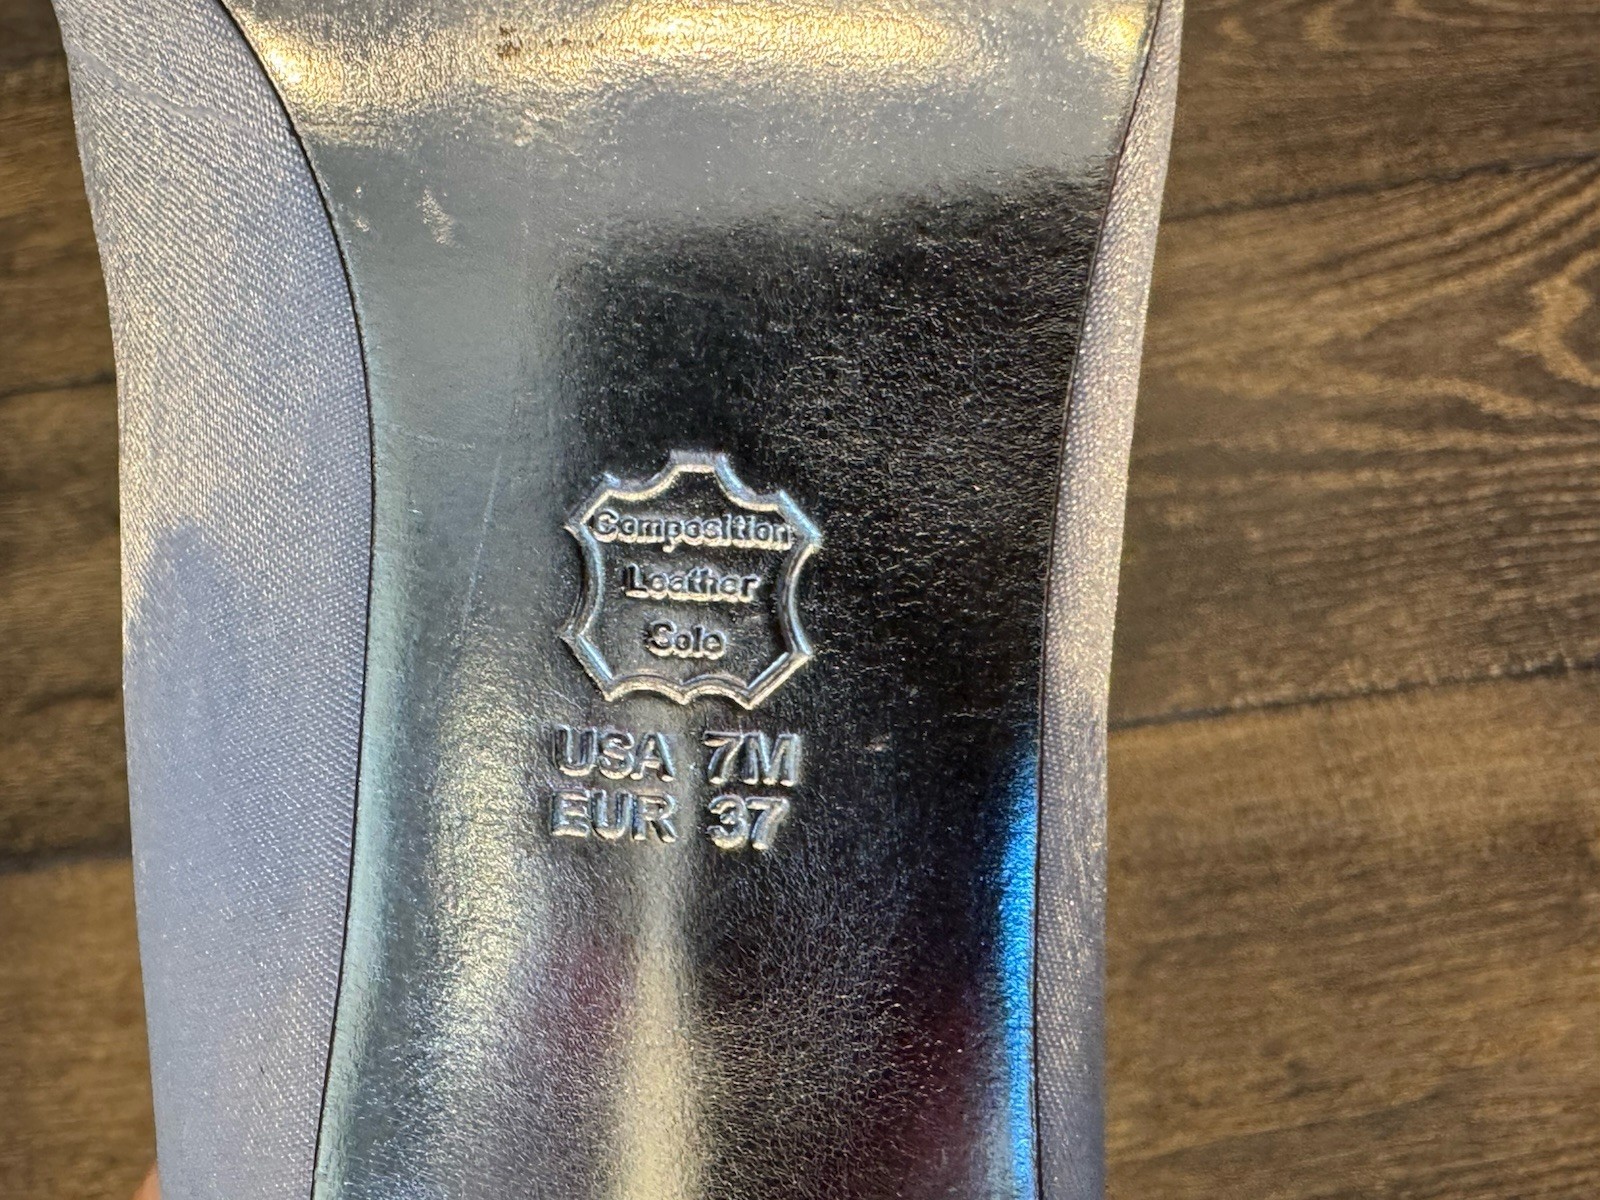 Composition
Leather
Sole
USA 7M
EUR 37